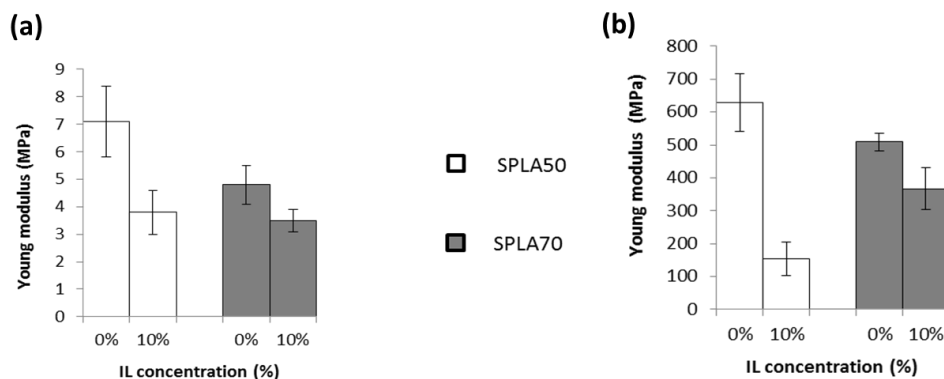 (a)
Young modulus (MPa)
9
8
7
6
5
4
3
2
1
0
0% 10% 0% 10%
IL concentration (%)
SPLA50
SPLA70
(b)
Young modulus (MPa)
800
700
600
500
400
300
200
100
0
0% 10% 0% 10%
IL concentration (%)